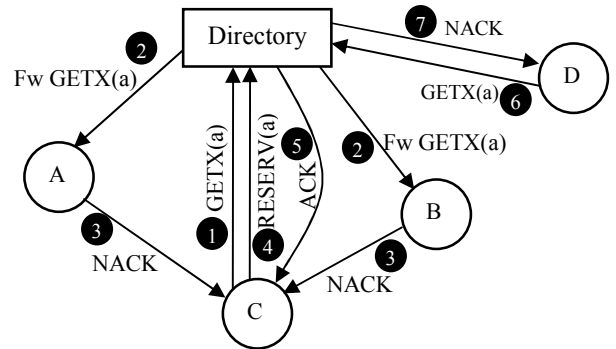 7
NACK
2
Directory
D
Fw GETX(a)
GETX(a)
6
A
GETX(a)
RESERV(a)
5
ACK
2
Fw GETX(a)
3
1
4
B
3
NACK
NACK
C